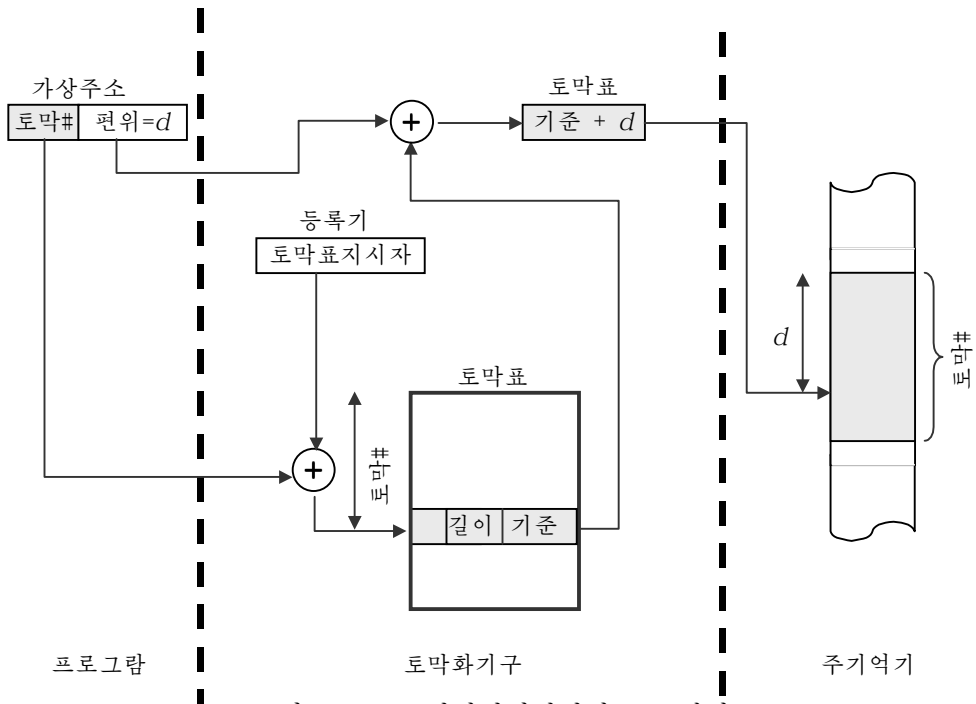 가상주소
토막# 편위=d
토막표
기준 + d
등록기
토막표지시자
d
토막#
토막표
토막#
길이 기준
프로그람
토막화기구
주기억기